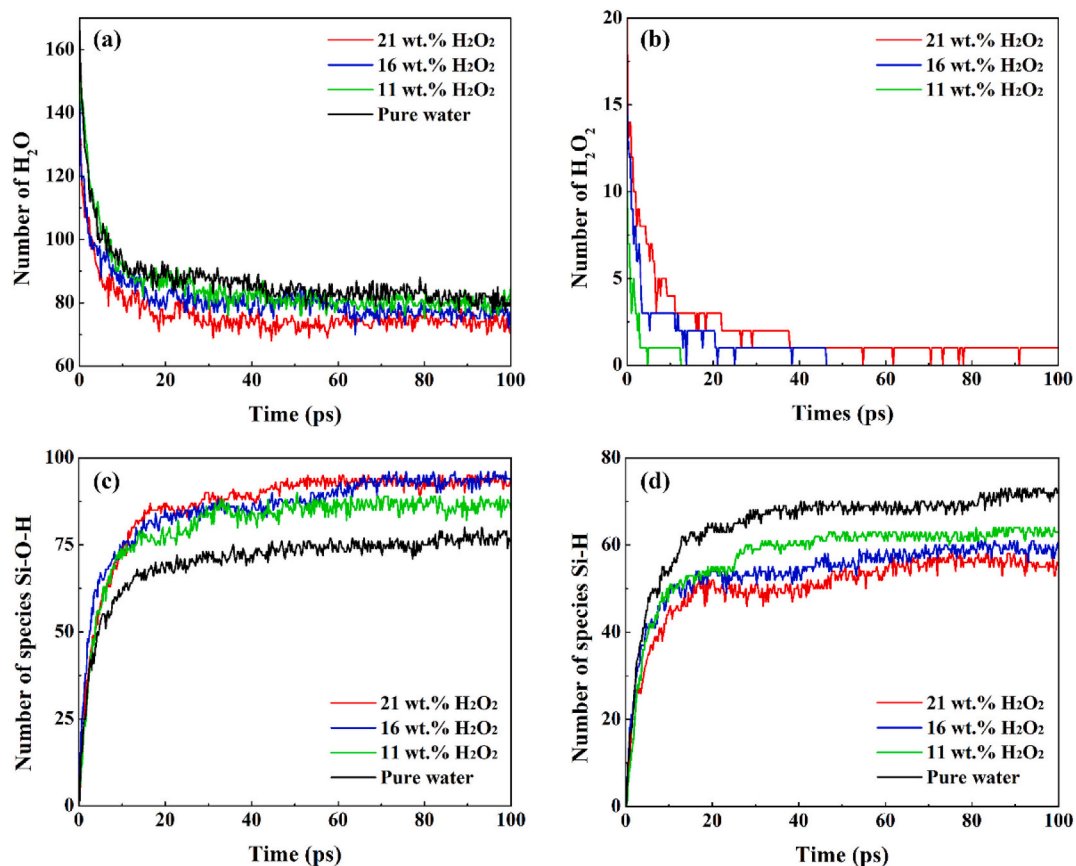 (a)
21 wt.% H₂O₂
16 wt.% H₂O₂
11 wt.% H₂O₂
Pure water
Number of H₂O
160
140
120
100
80
60
0 20 40 60 80 100
Time (ps)
(b)
21 wt.% H₂O₂
16 wt.% H₂O₂
11 wt.% H₂O₂
Number of H₂O₂
20
15
10
5
0
0 20 40 60 80 100
Times (ps)
(c)
Number of species Si-O-H
100
75
50
25
0
21 wt.% H₂O₂
16 wt.% H₂O₂
11 wt.% H₂O₂
Pure water
0 20 40 60 80 100
Time (ps)
(d)
Number of species Si-H
80
60
40
20
0
21 wt.% H₂O₂
16 wt.% H₂O₂
11 wt.% H₂O₂
Pure water
0 20 40 60 80 100
Time (ps)